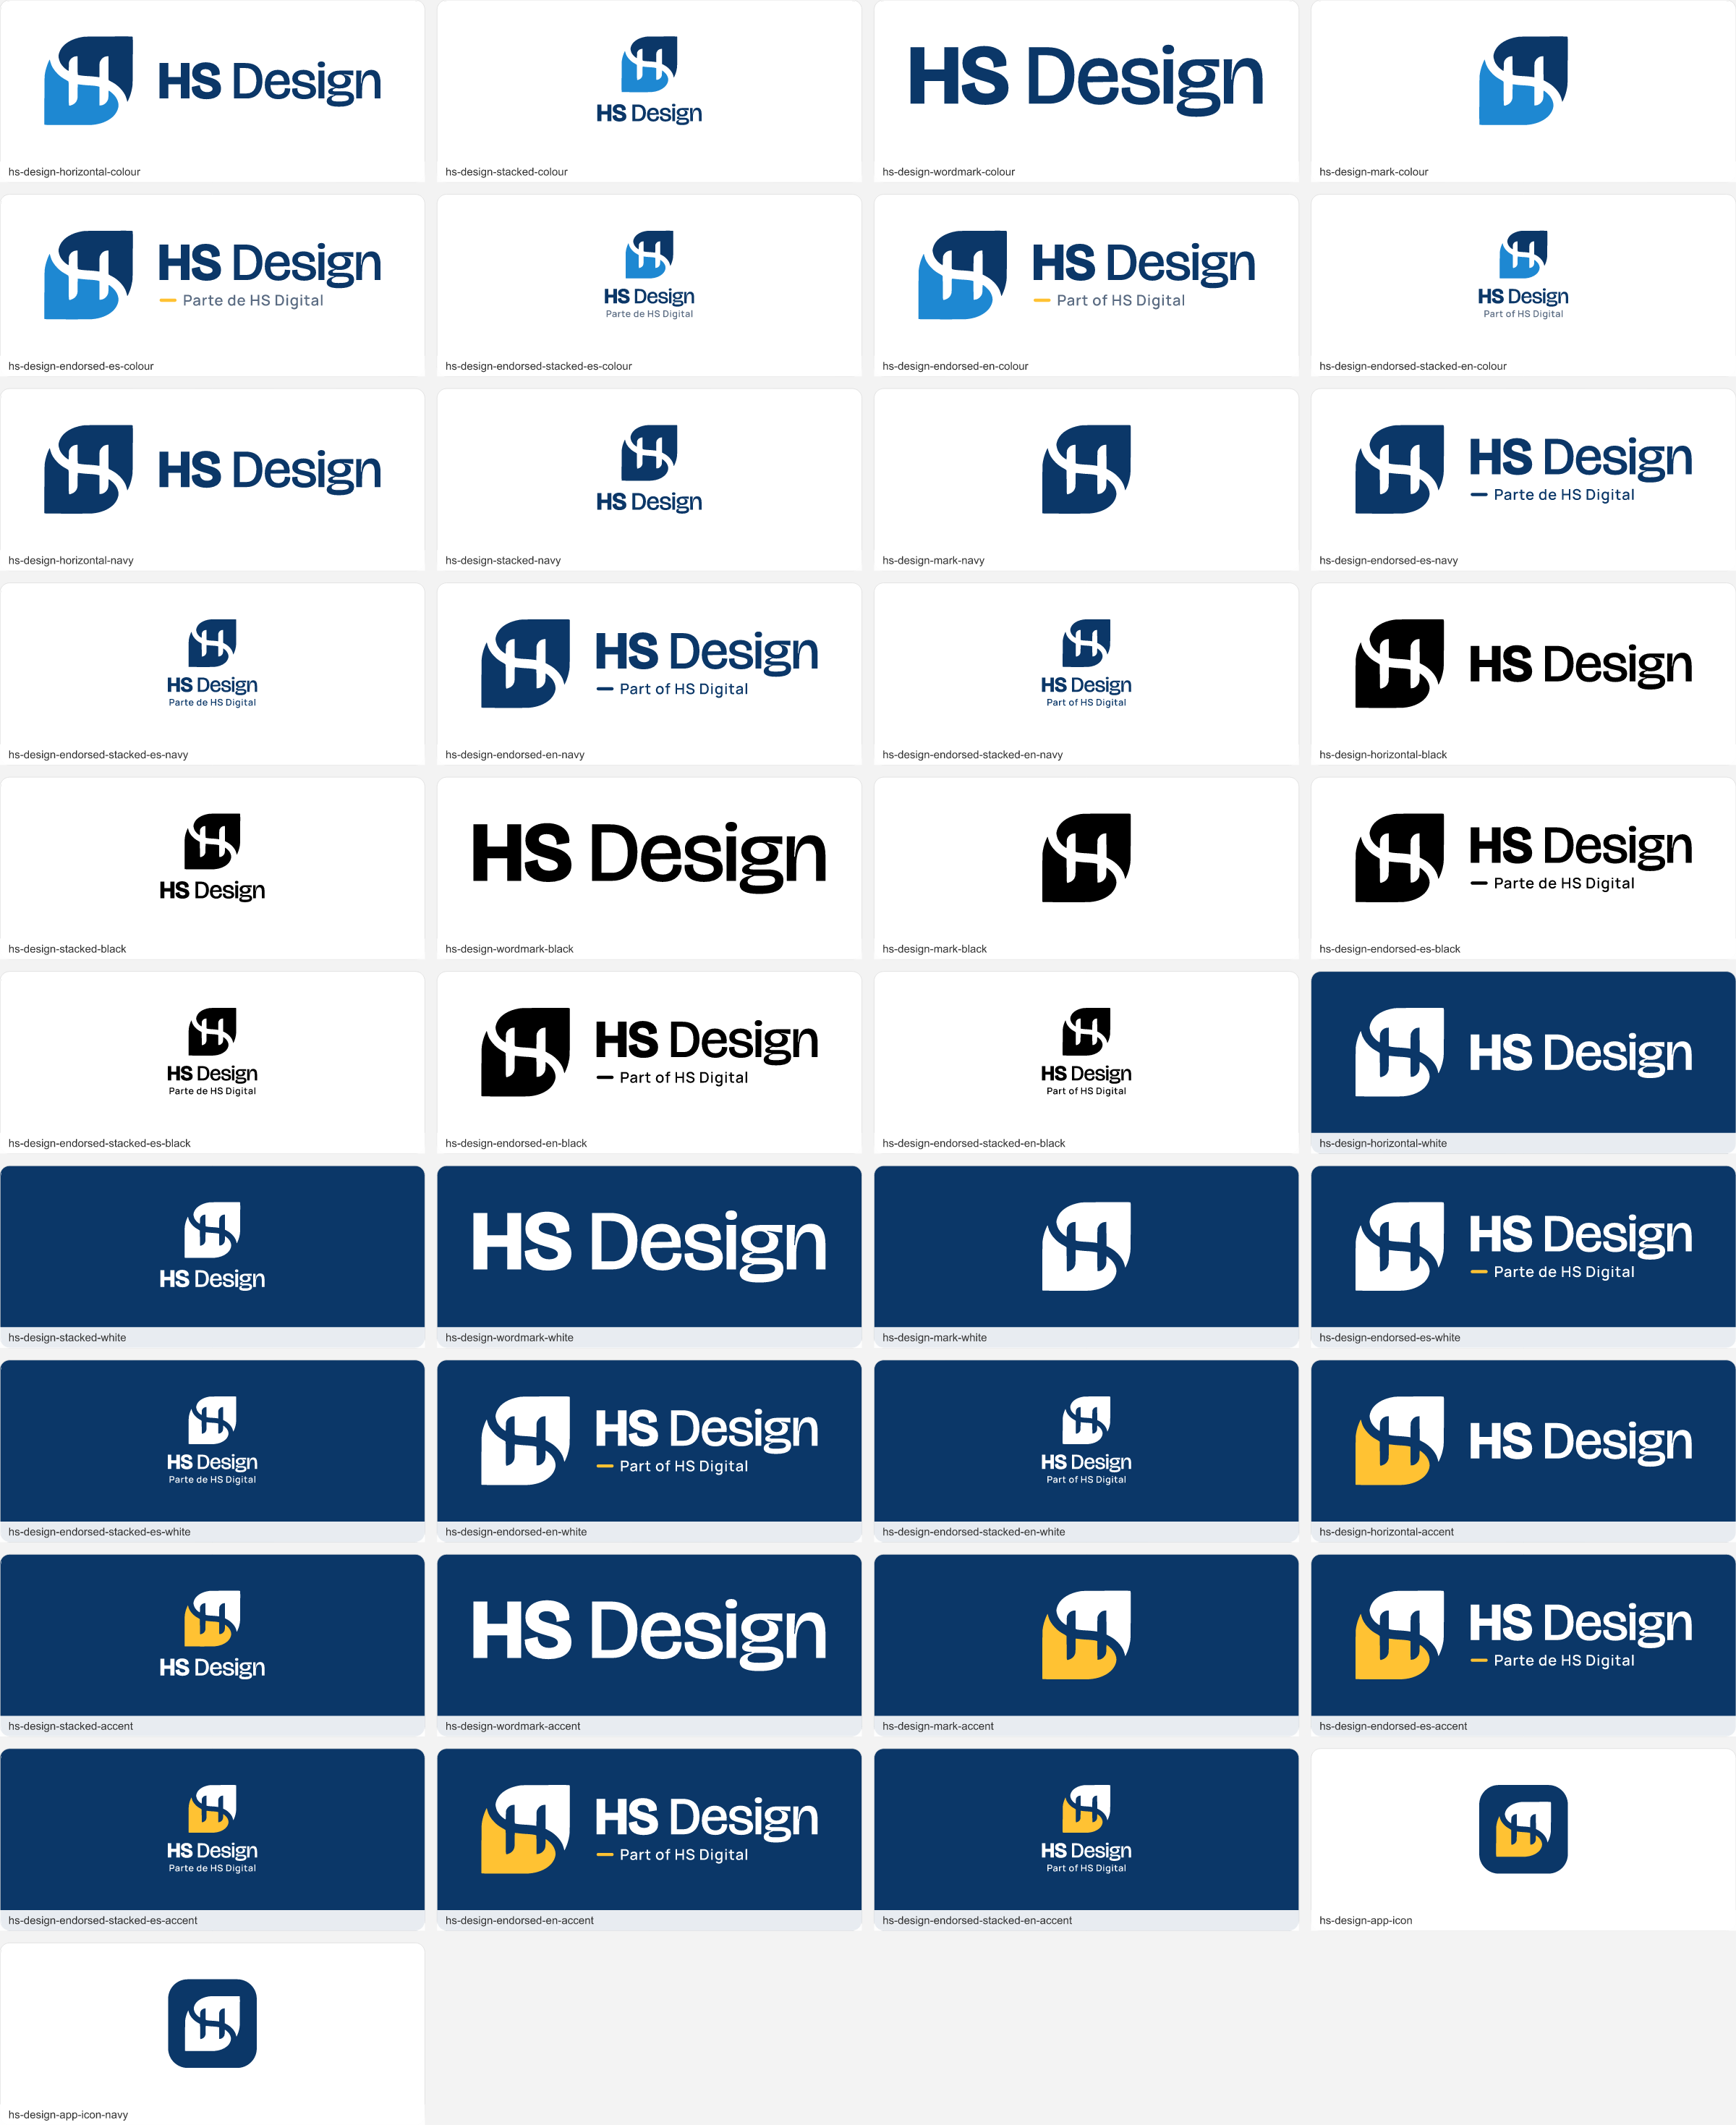 HS Design
hs-design-horizontal-colour
HS Design
hs-design-stacked-colour
HS Design
hs-design-wordmark-colour
hs-design-mark-colour
HS Design
Parte de HS Digital
hs-design-endorsed-es-colour
HS Design
Parte de HS Digital
hs-design-endorsed-stacked-es-colour
HS Design
Part of HS Digital
hs-design-endorsed-en-colour
HS Design
Part of HS Digital
hs-design-endorsed-stacked-en-colour
HS Design
hs-design-horizontal-navy
HS Design
hs-design-stacked-navy
hs-design-mark-navy
HS Design
Parte de HS Digital
hs-design-endorsed-es-navy
HS Design
Parte de HS Digital
hs-design-endorsed-stacked-es-navy
HS Design
Part of HS Digital
hs-design-endorsed-en-navy
HS Design
Part of HS Digital
hs-design-endorsed-stacked-en-navy
HS Design
hs-design-horizontal-black
HS Design
hs-design-stacked-black
HS Design
hs-design-wordmark-black
hs-design-mark-black
HS Design
Parte de HS Digital
hs-design-endorsed-es-black
HS Design
Parte de HS Digital
hs-design-endorsed-stacked-es-black
HS Design
Part of HS Digital
hs-design-endorsed-en-black
HS Design
Part of HS Digital
hs-design-endorsed-stacked-en-black
HS Design
hs-design-horizontal-white
HS Design
hs-design-stacked-white
HS Design
hs-design-wordmark-white
hs-design-mark-white
HS Design
Parte de HS Digital
hs-design-endorsed-es-white
HS Design
Parte de HS Digital
hs-design-endorsed-stacked-es-white
HS Design
Part of HS Digital
hs-design-endorsed-en-white
HS Design
Part of HS Digital
hs-design-endorsed-stacked-en-white
HS Design
hs-design-horizontal-accent
HS Design
hs-design-stacked-accent
HS Design
hs-design-wordmark-accent
hs-design-mark-accent
HS Design
Parte de HS Digital
hs-design-endorsed-es-accent
HS Design
Parte de HS Digital
hs-design-endorsed-stacked-es-accent
HS Design
Part of HS Digital
hs-design-endorsed-en-accent
HS Design
Part of HS Digital
hs-design-endorsed-stacked-en-accent
hs-design-app-icon
hs-design-app-icon-navy